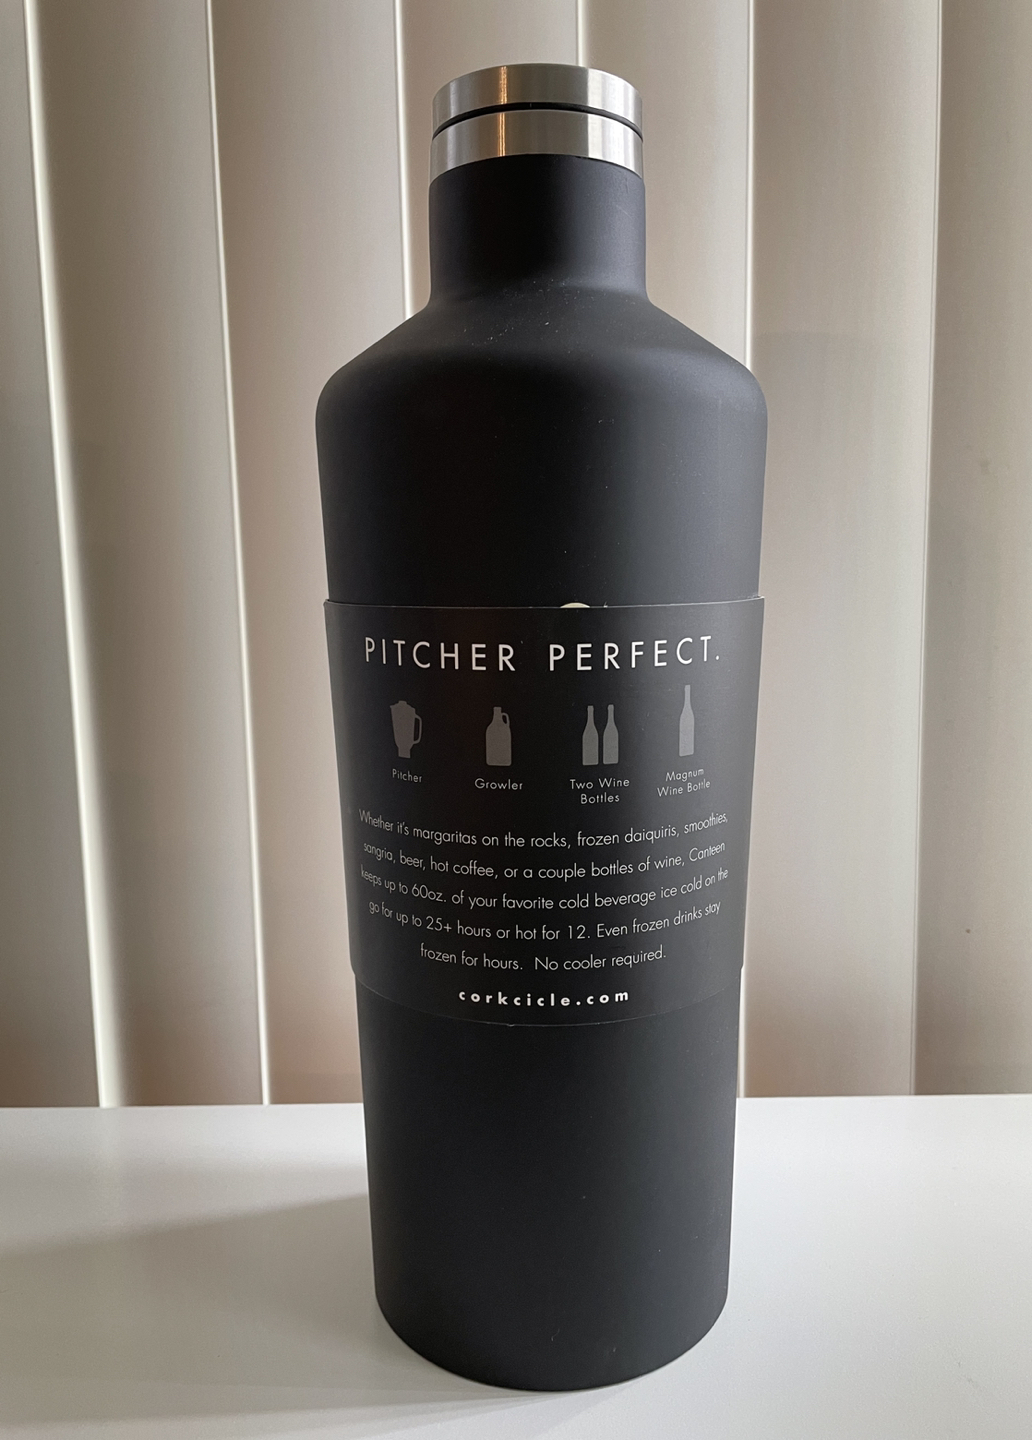 PITCHER PERFECT.
Pitcher
Growler
Two Wine
Bottles
Magnum
Wine Bottle
Whether it's margaritas on the rocks, frozen daiquiris, smoothies,
sangria, beer, hot coffee, or a couple bottles of wine, Canteen
keeps up to 60oz. of your favorite cold beverage ice cold on the
go for up to 25+ hours or hot for 12. Even frozen drinks stay
frozen for hours. No cooler required.
corkcicle.com